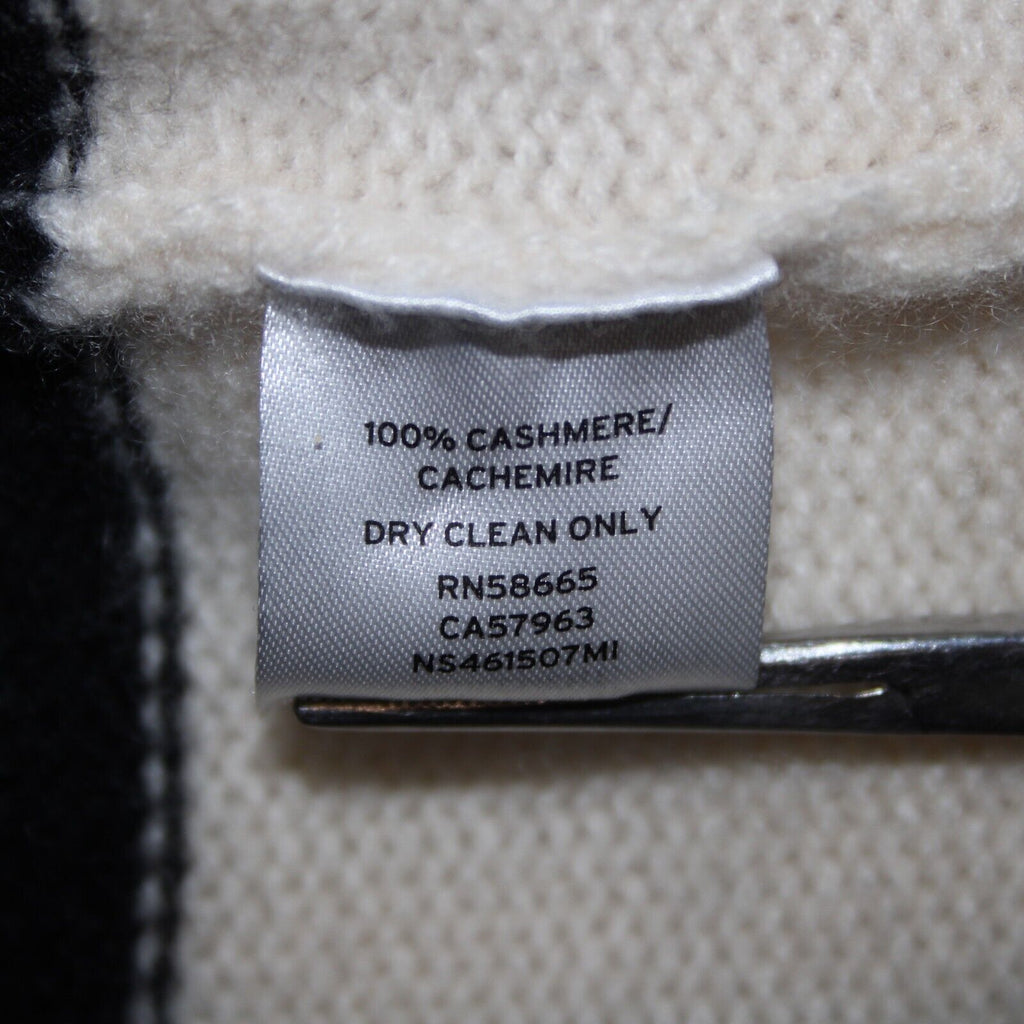 100% CASHMERE/
CACHEMIRE
DRY CLEAN ONLY
RN58665
CA57963
NS461507MI